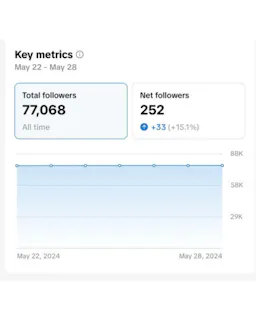 Key metrics
May 22 - May 28
Total followers
77,068
All time
Net followers
252
+33 (+15.1%)
88K
58K
29K
May 22, 2024
May 28, 2024